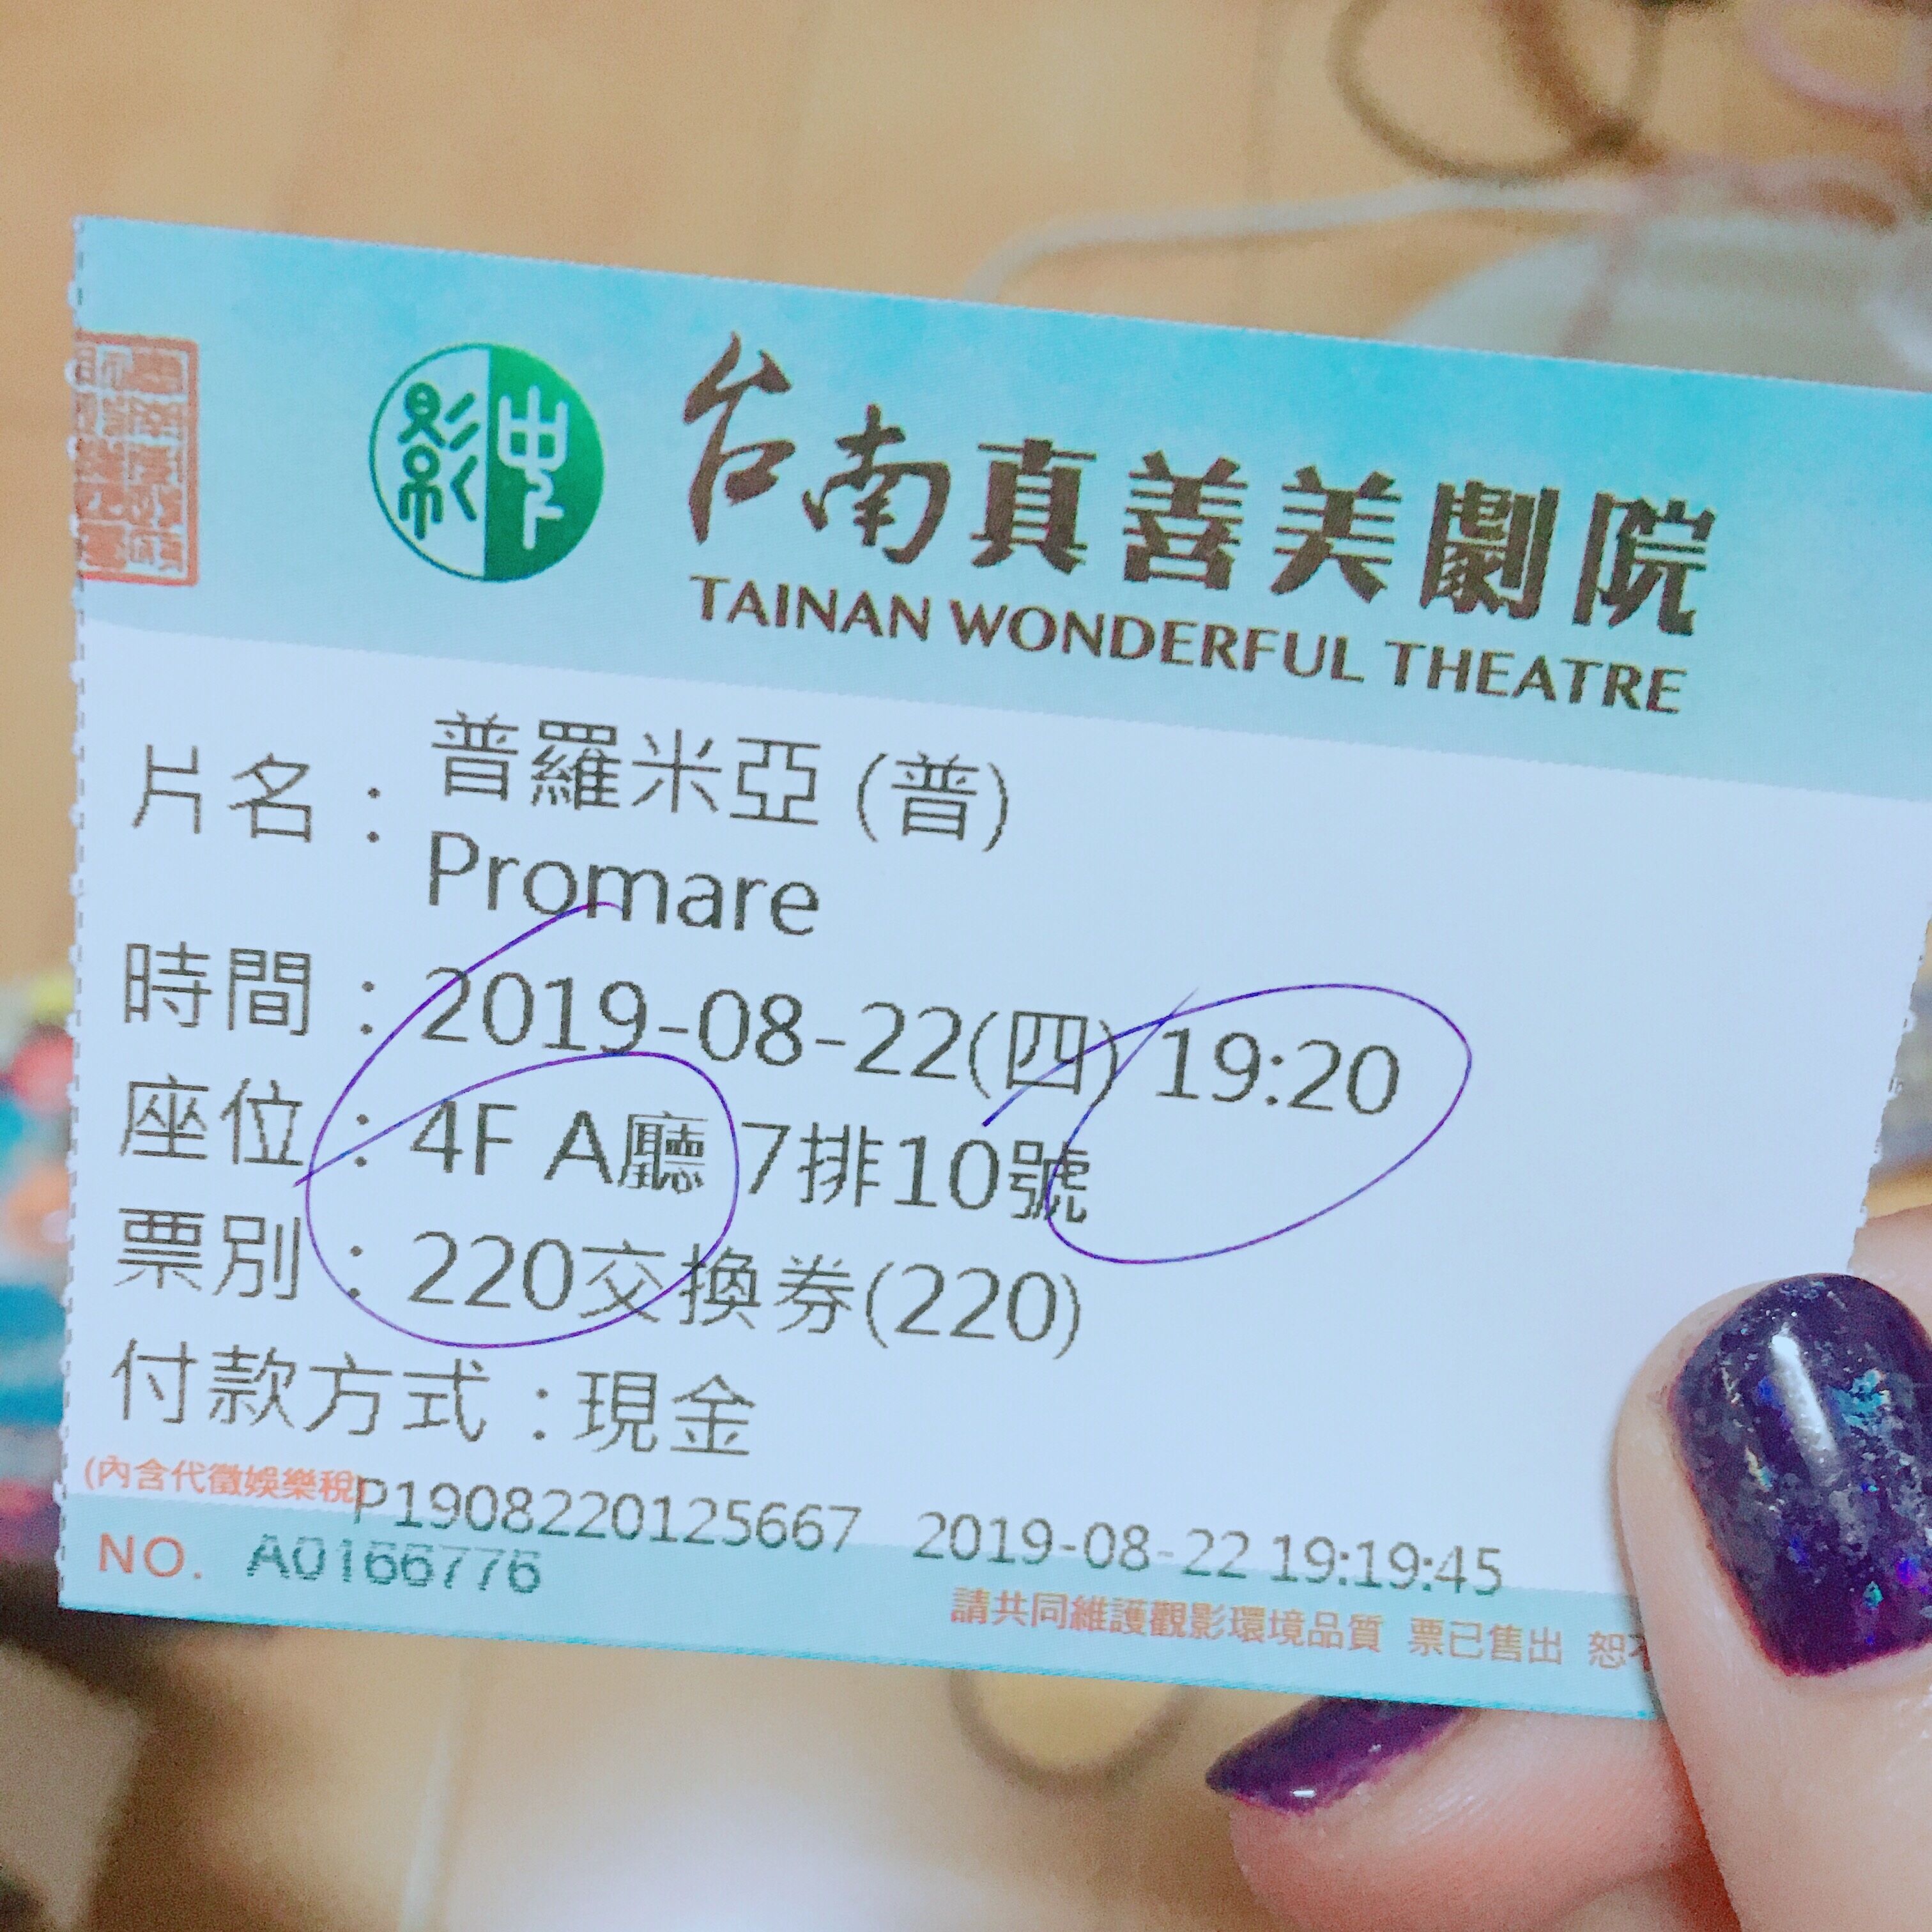 台南真善美劇院
TAINAN WONDERFUL THEATRE
片名：普羅米亞 (普)
Promare
時間：2019-08-22(四) 19:20
座位：4F A廳 7排10號
票別：220交換券(220)
付款方式：現金
(內含代徵娛樂稅) P1908220125667 2019-08-22 19:19:45
NO. A0166776
請共同維護觀影環境品質 票已售出 恕